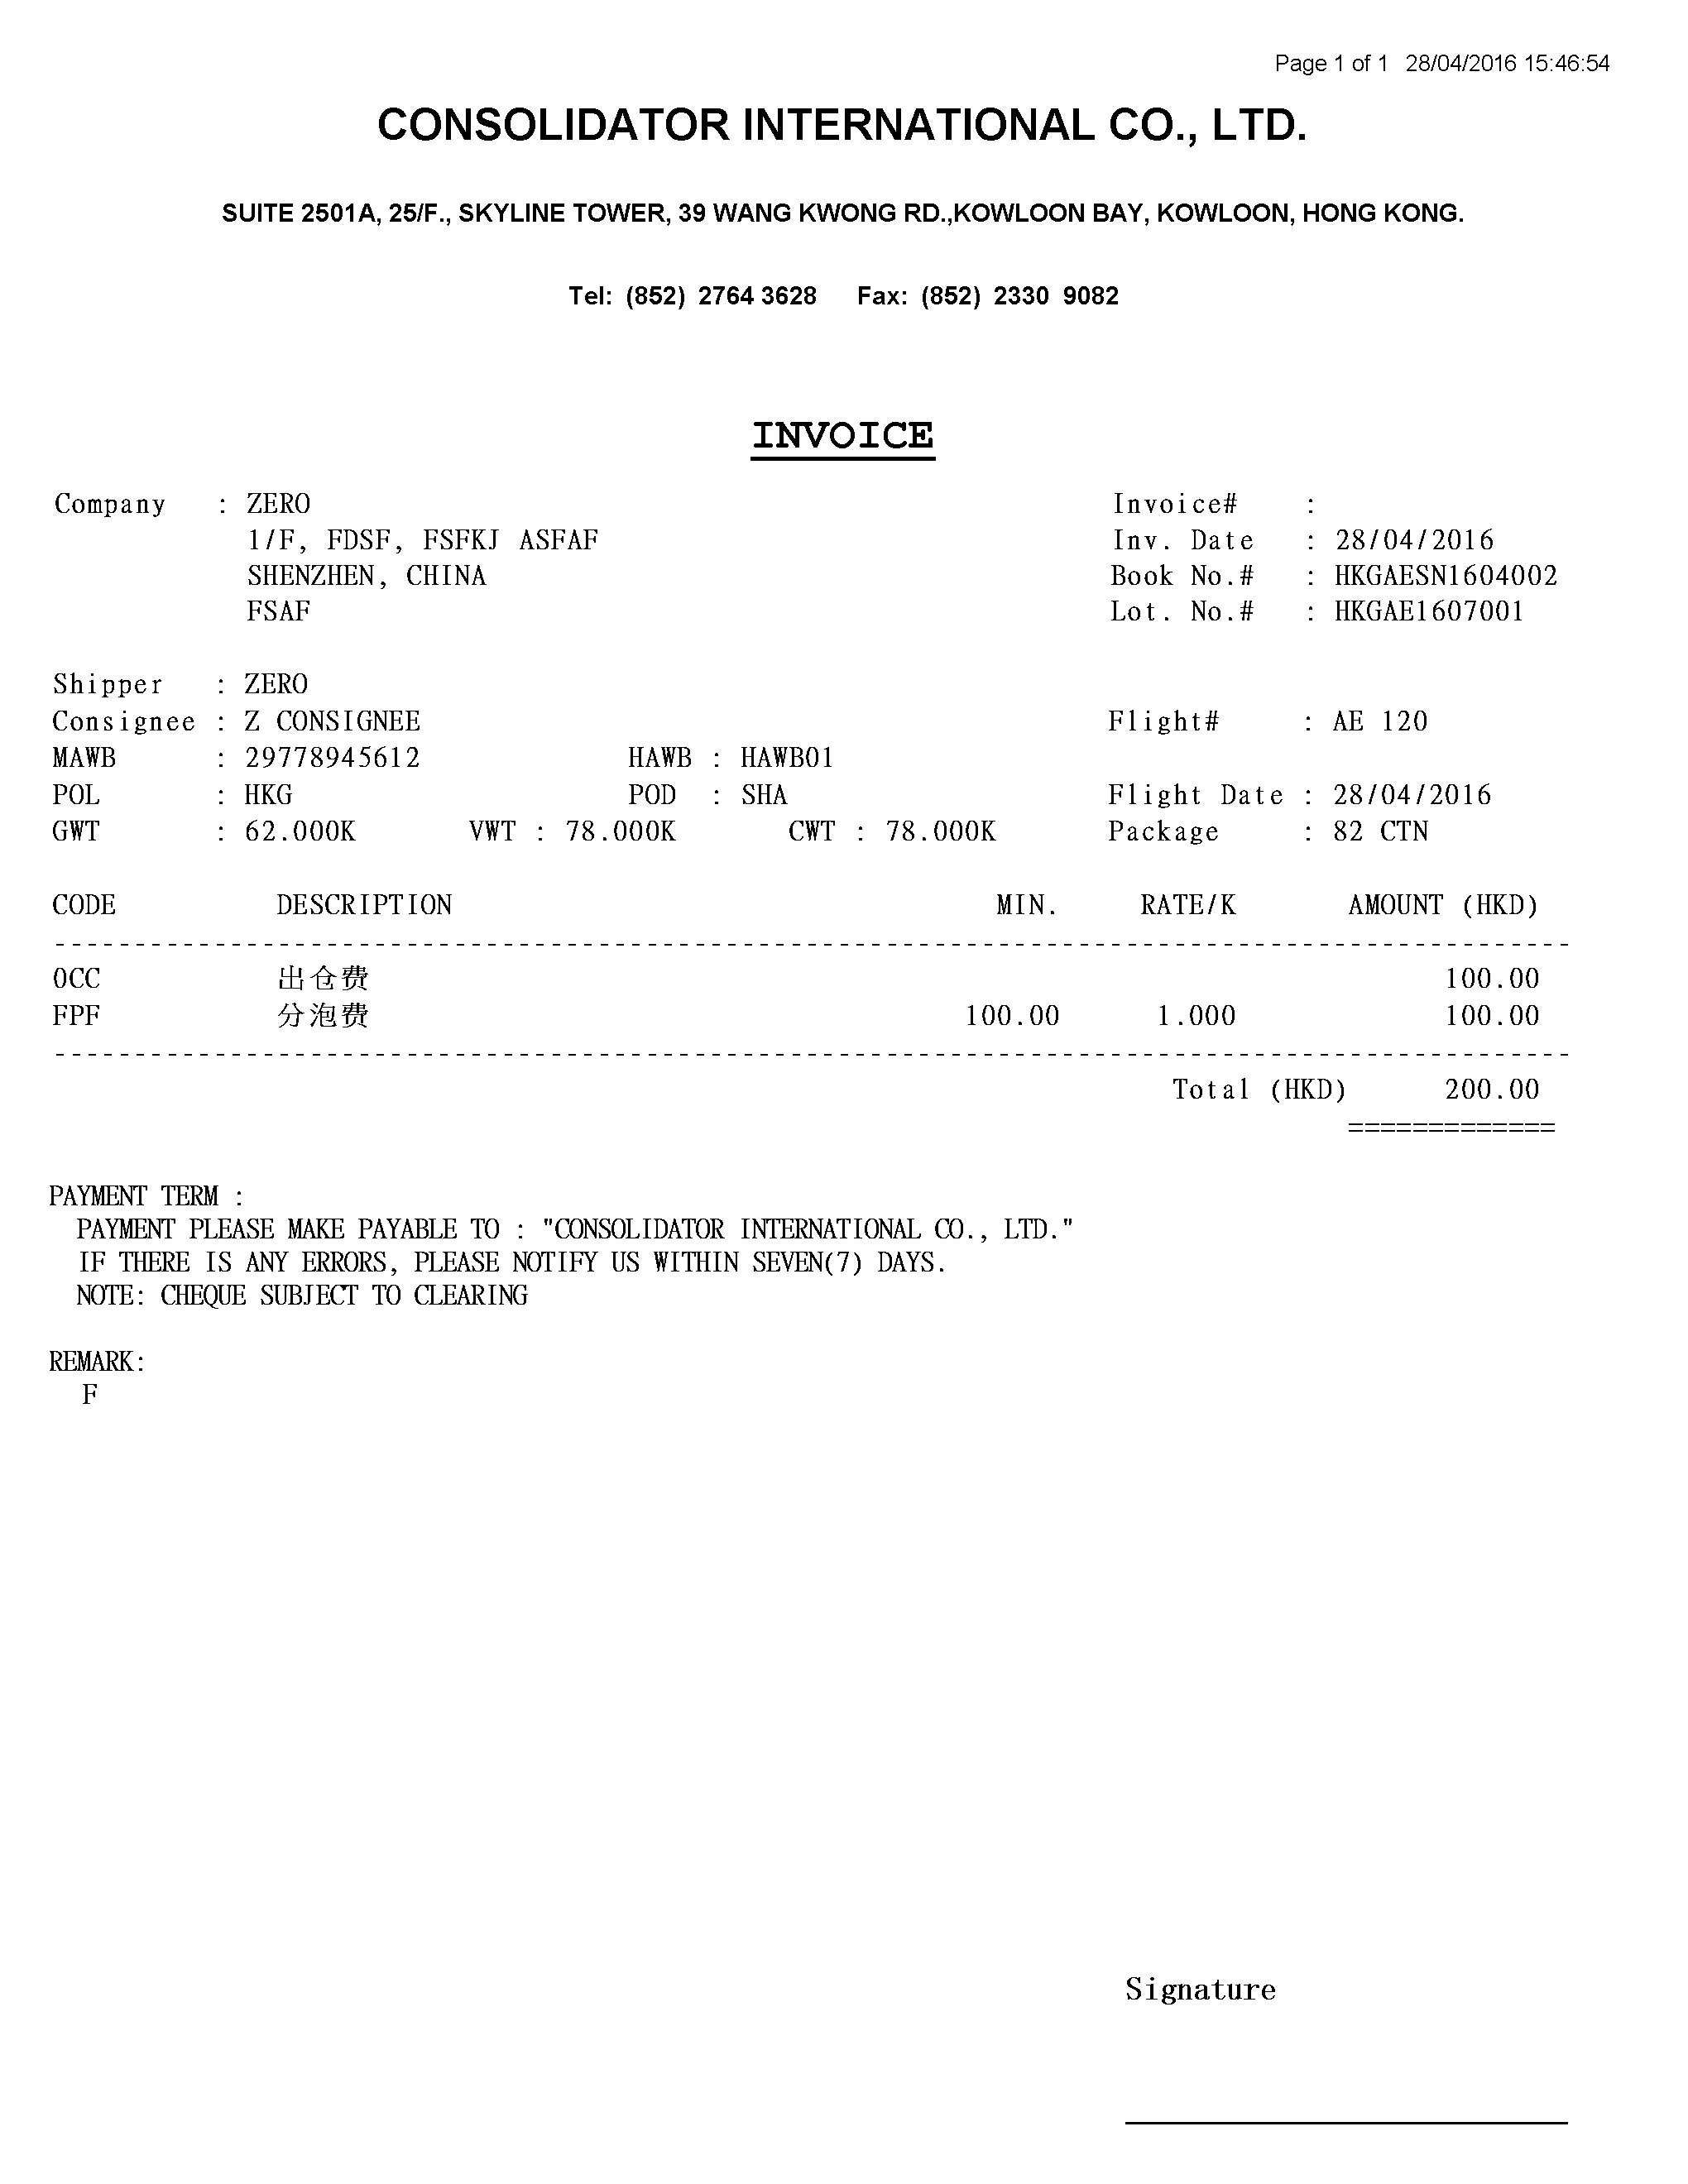 Page 1 of 1 28/04/2016 15:46:54
CONSOLIDATOR INTERNATIONAL CO., LTD.
SUITE 2501A, 25/F., SKYLINE TOWER, 39 WANG KWONG RD.,KOWLOON BAY, KOWLOON, HONG KONG.
Tel: (852) 2764 3628 Fax: (852) 2330 9082
INVOICE
Company : ZERO Invoice# :
1/F, FDSF, FSFKJ ASFAF Inv. Date : 28/04/2016
SHENZHEN, CHINA Book No.# : HKGAESN1604002
FSAF Lot. No.# : HKGAE1607001
Shipper : ZERO
Consignee : Z CONSIGNEE Flight# : AE 120
MAWB : 29778945612 HAWB : HAWB01
POL : HKG POD : SHA Flight Date : 28/04/2016
GWT : 62.000K VWT : 78.000K CWT : 78.000K Package : 82 CTN
CODE DESCRIPTION MIN. RATE/K AMOUNT (HKD)
OCC 出仓费 100.00
FPF 分泡费 100.00 1.000 100.00
Total (HKD) 200.00
=============
PAYMENT TERM :
PAYMENT PLEASE MAKE PAYABLE TO : "CONSOLIDATOR INTERNATIONAL CO., LTD."
IF THERE IS ANY ERRORS, PLEASE NOTIFY US WITHIN SEVEN(7) DAYS.
NOTE: CHEQUE SUBJECT TO CLEARING
REMARK:
F
Signature